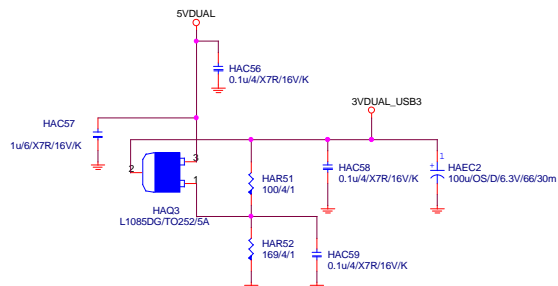 5VDUAL
HAC56
0.1u/4/X7R/16V/K
HAC57
1u/6/X7R/16V/K
3VDUAL_USB3
2
3
1
HAQ3
L1085DG/TO252/5A
HAR51
100/4/1
HAC58
0.1u/4/X7R/16V/K
1
+
HAEC2
100u/OS/D/6.3V/66/30m
HAR52
169/4/1
HAC59
0.1u/4/X7R/16V/K